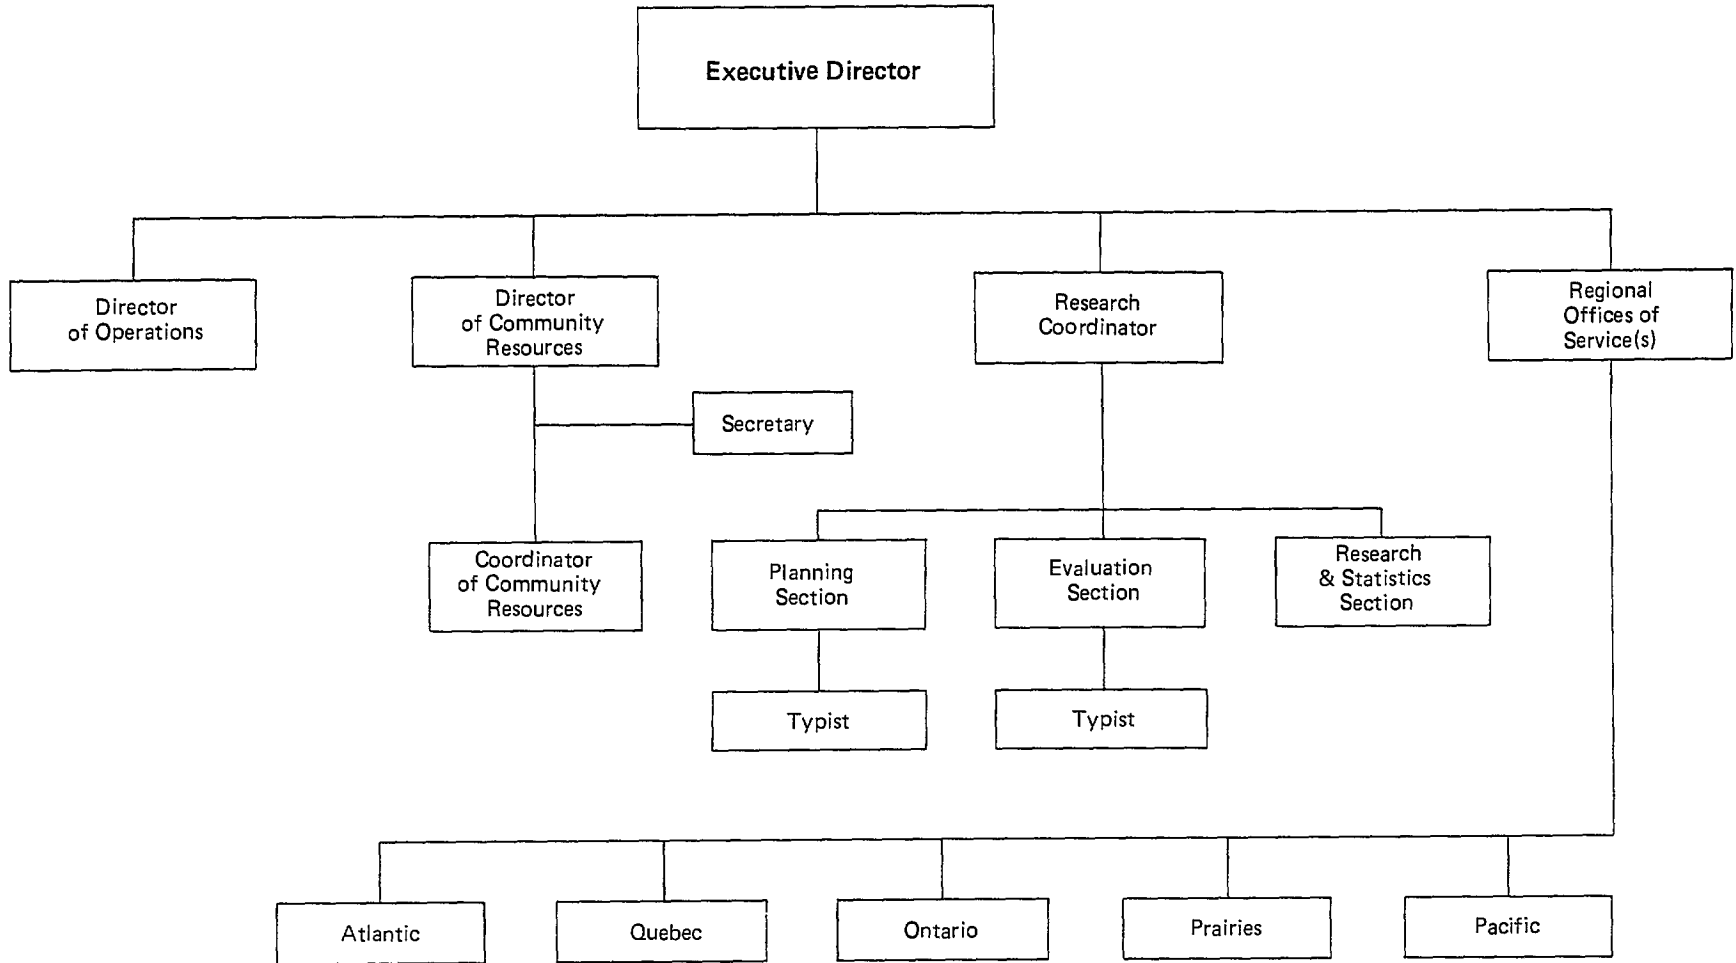 Executive Director
Director
of Operations
Director
of Community
Resources
Research
Coordinator
Regional
Offices of
Service(s)
Secretary
Coordinator
of Community
Resources
Planning
Section
Evaluation
Section
Research
& Statistics
Section
Typist
Typist
Atlantic
Quebec
Ontario
Prairies
Pacific